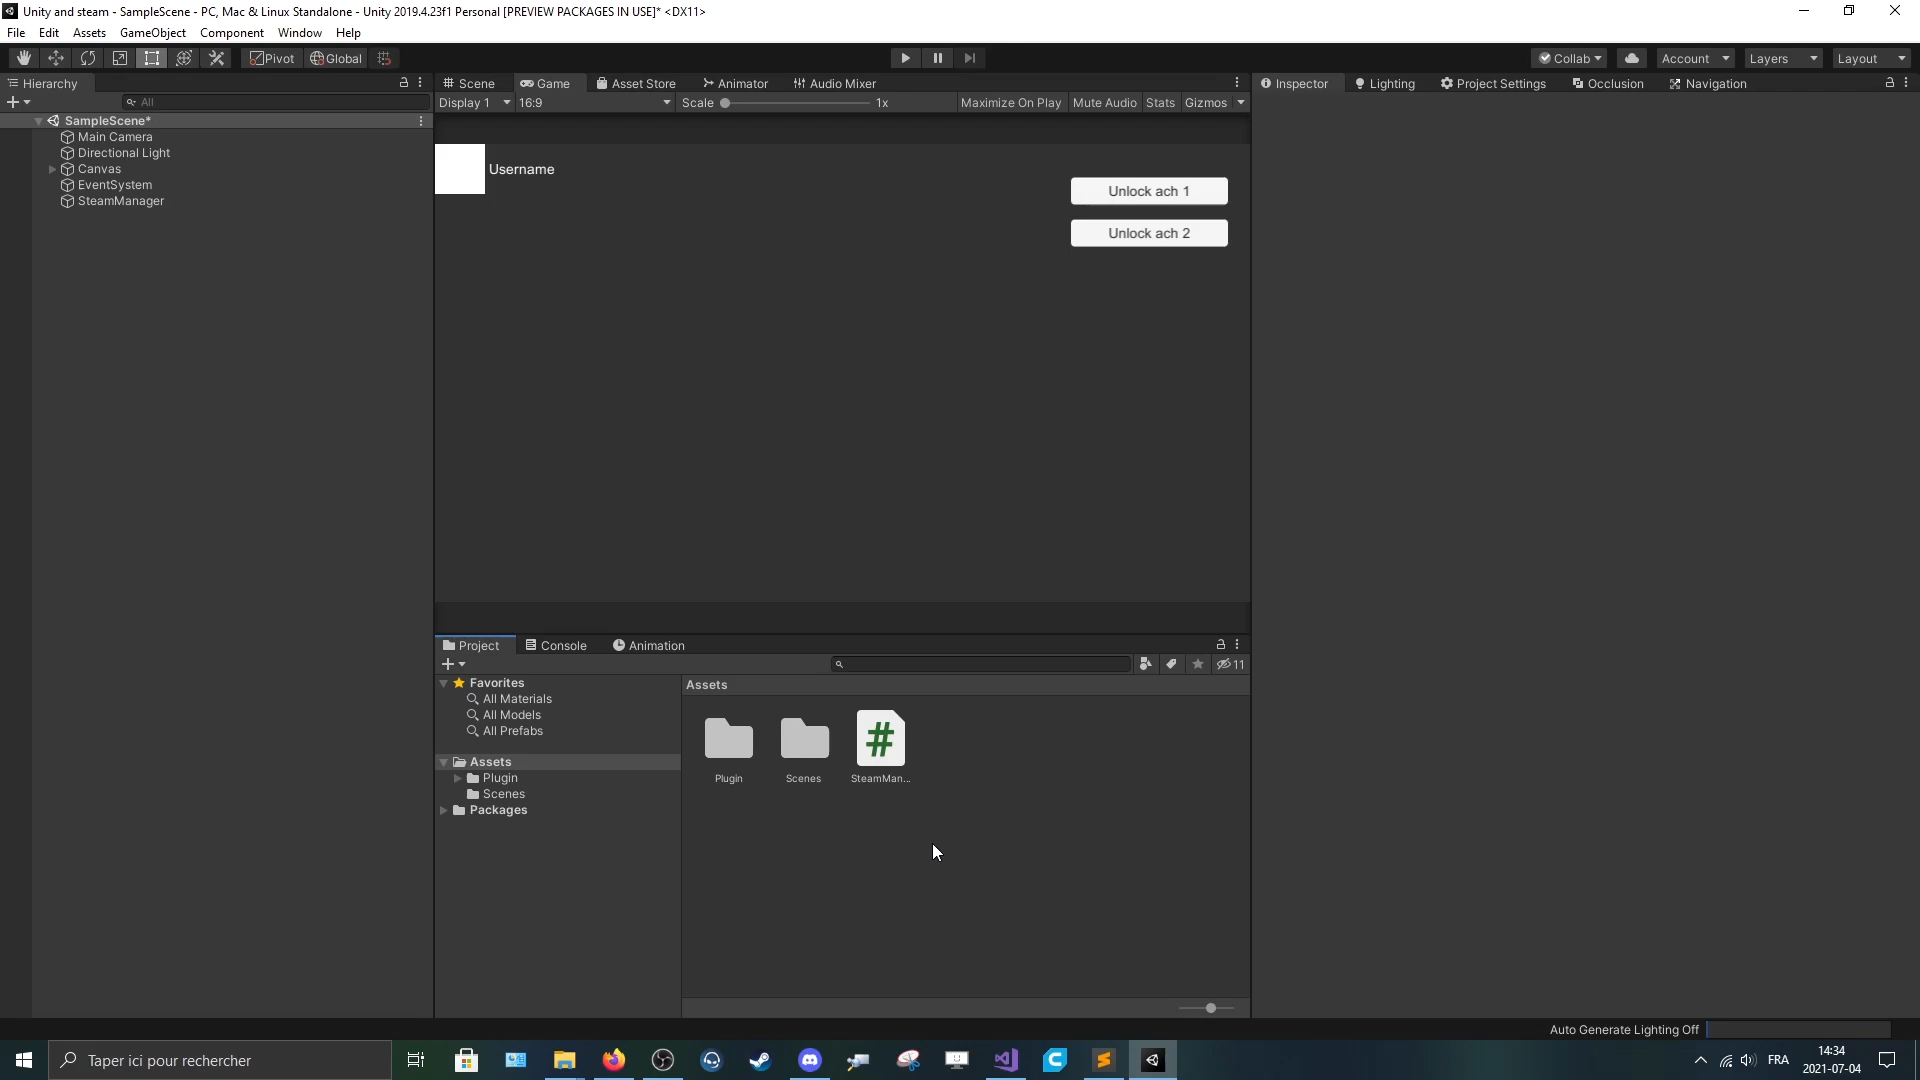 Unity and steam - SampleScene - PC, Mac & Linux Standalone - Unity 2019.4.23f1 Personal [PREVIEW PACKAGES IN USE]* <DX11>
File Edit Assets GameObject Component Window Help
Pivot Global Collab Account Layers Layout
Hierarchy Scene Game Asset Store Animator Audio Mixer Inspector Lighting Project Settings Occlusion Navigation
All Display 1 16:9 Scale 1x Maximize On Play Mute Audio Stats Gizmos
SampleScene*
Main Camera
Directional Light
Canvas
EventSystem
SteamManager
Username
Unlock ach 1
Unlock ach 2
Project Console Animation
11
Favorites
All Materials
All Models
All Prefabs
Assets
Plugin
Scenes
Packages
Assets
Plugin Scenes SteamMan...
Auto Generate Lighting Off
Taper ici pour rechercher
FRA
14:34
2021-07-04